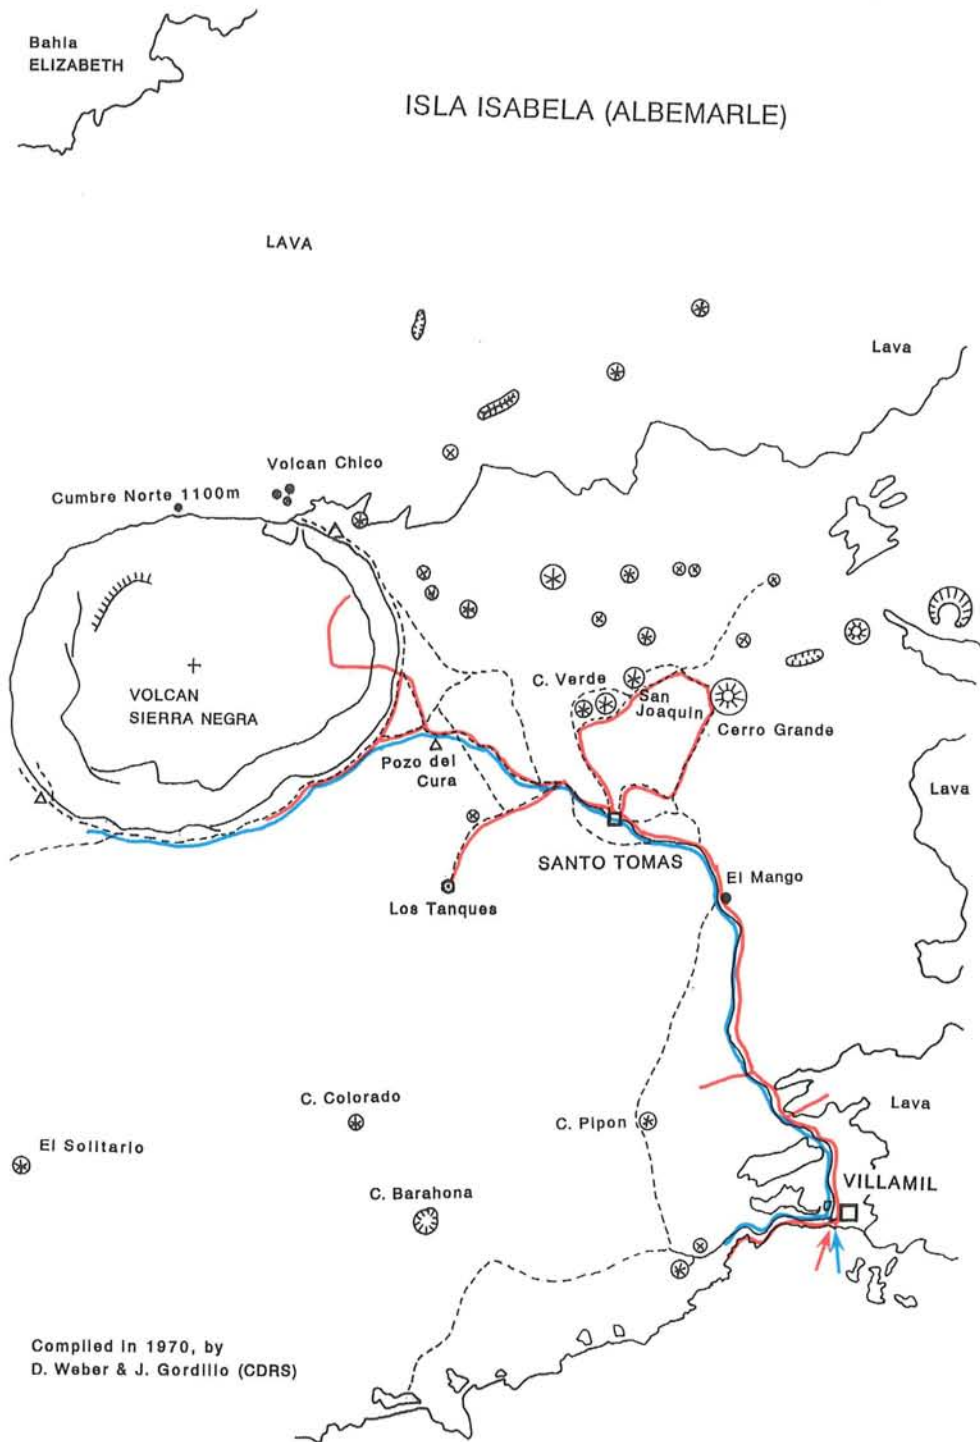 Bahia
ELIZABETH
ISLA ISABELA (ALBEMARLE)
LAVA
Lava
Volcan Chico
Cumbre Norte 1100m
C. Verde
San
Joaquin
Cerro Grande
VOLCAN
SIERRA NEGRA
Pozo del
Cura
Lava
SANTO TOMAS
El Mango
Los Tanques
C. Colorado
C. Pipon
Lava
El Solitario
VILLAMIL
C. Barahona
Compiled in 1970, by
D. Weber & J. Gordillo (CDRS)